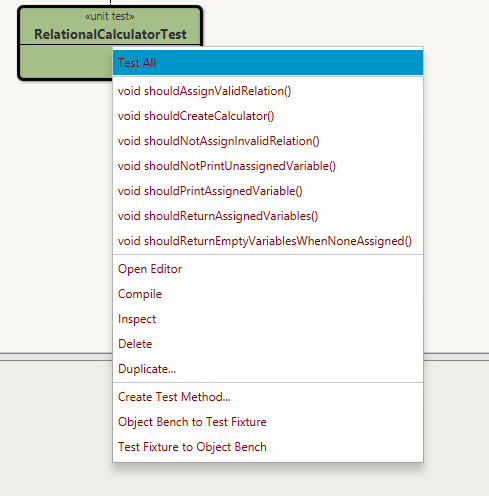 «unit test»
RelationalCalculatorTest
Test All
void shouldAssignValidRelation()
void shouldCreateCalculator()
void shouldNotAssignInvalidRelation()
void shouldNotPrintUnassignedVariable()
void shouldPrintAssignedVariable()
void shouldReturnAssignedVariables()
void shouldReturnEmptyVariablesWhenNoneAssigned()
Open Editor
Compile
Inspect
Delete
Duplicate...
Create Test Method...
Object Bench to Test Fixture
Test Fixture to Object Bench